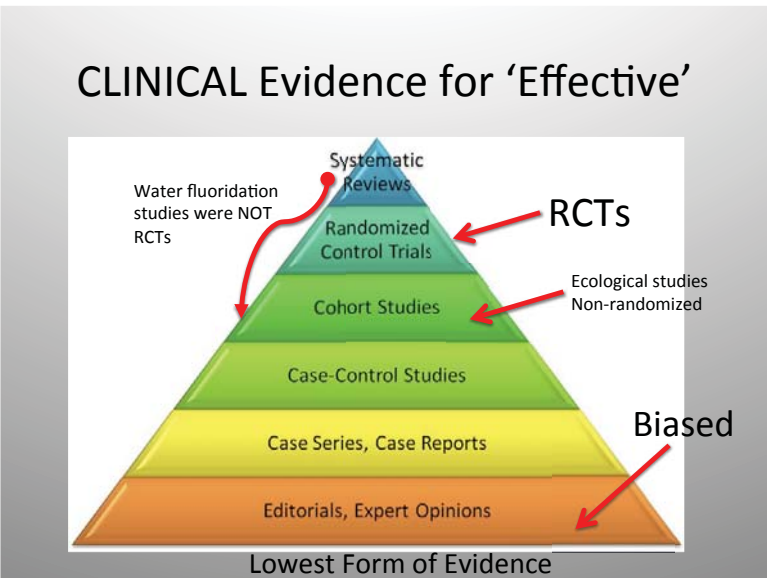 CLINICAL Evidence for ‘Effective’
Water fluoridation
studies were NOT
RCTs
Systematic
Reviews
Randomized
Control Trials
RCTs
Ecological studies
Non-randomized
Cohort Studies
Case-Control Studies
Case Series, Case Reports
Biased
Editorials, Expert Opinions
Lowest Form of Evidence